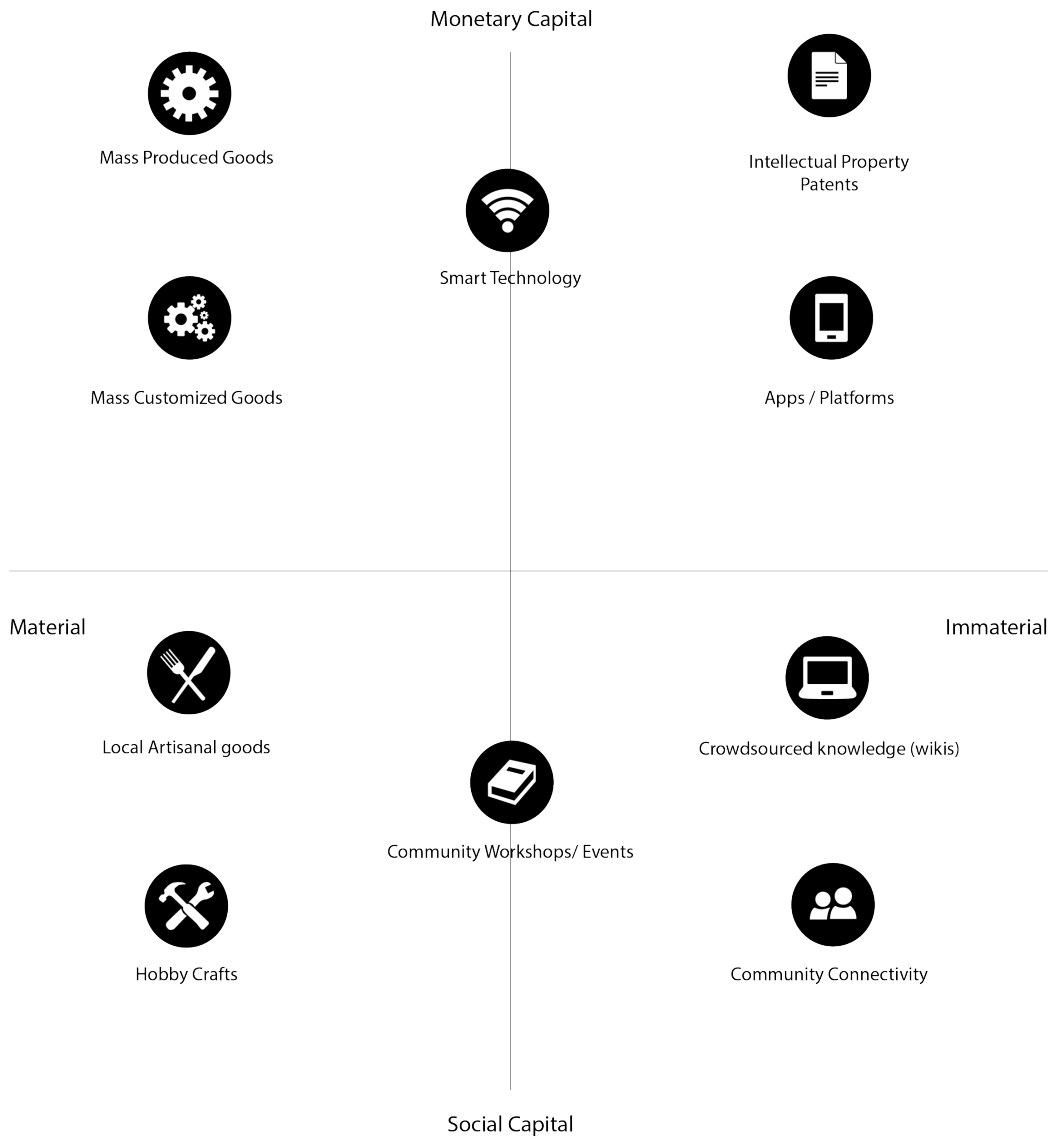 Monetary Capital
Mass Produced Goods
Intellectual Property
Patents
Smart Technology
Mass Customized Goods
Apps / Platforms
Material
Immaterial
Local Artisanal goods
Crowdsourced knowledge (wikis)
Community Workshops/ Events
Hobby Crafts
Community Connectivity
Social Capital